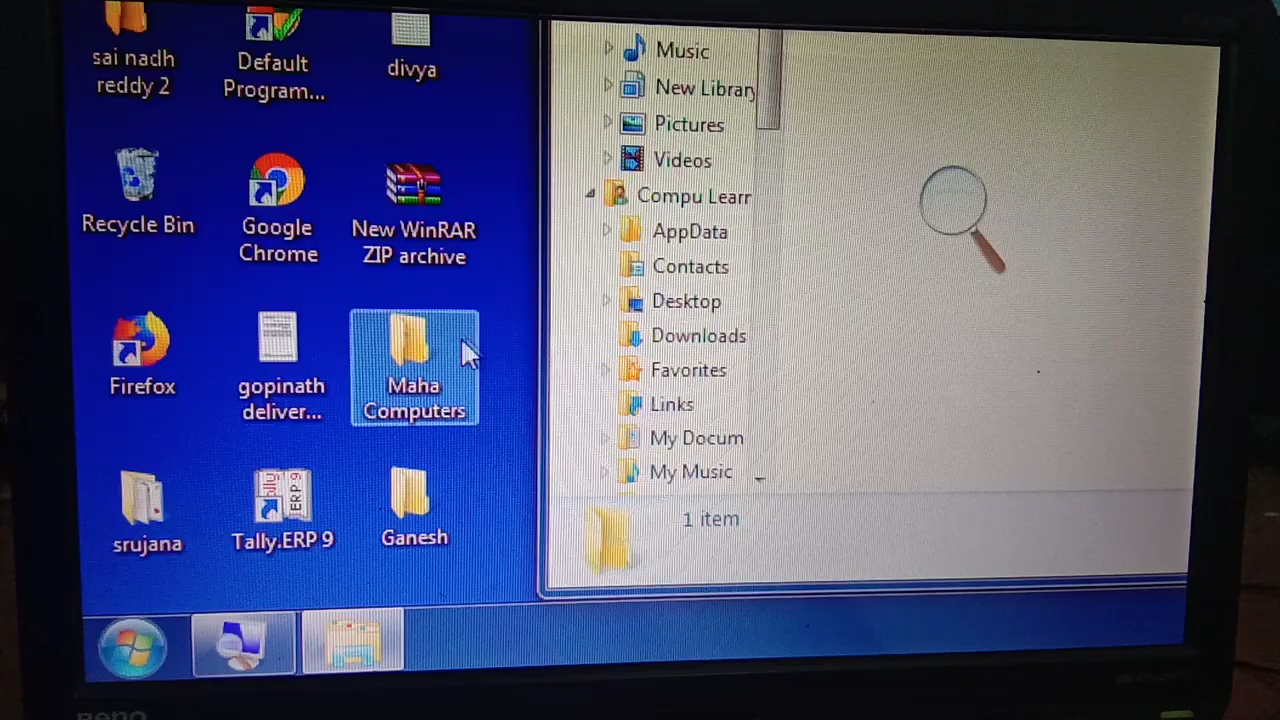 sai nadh
reddy 2
Default
Program...
divya
Recycle Bin
Google
Chrome
New WinRAR
ZIP archive
Firefox
gopinath
deliver...
Maha
Computers
srujana
Tally.ERP 9
Ganesh
Music
New Library
Pictures
Videos
Compu Learn
AppData
Contacts
Desktop
Downloads
Favorites
Links
My Docum
My Music
1 item